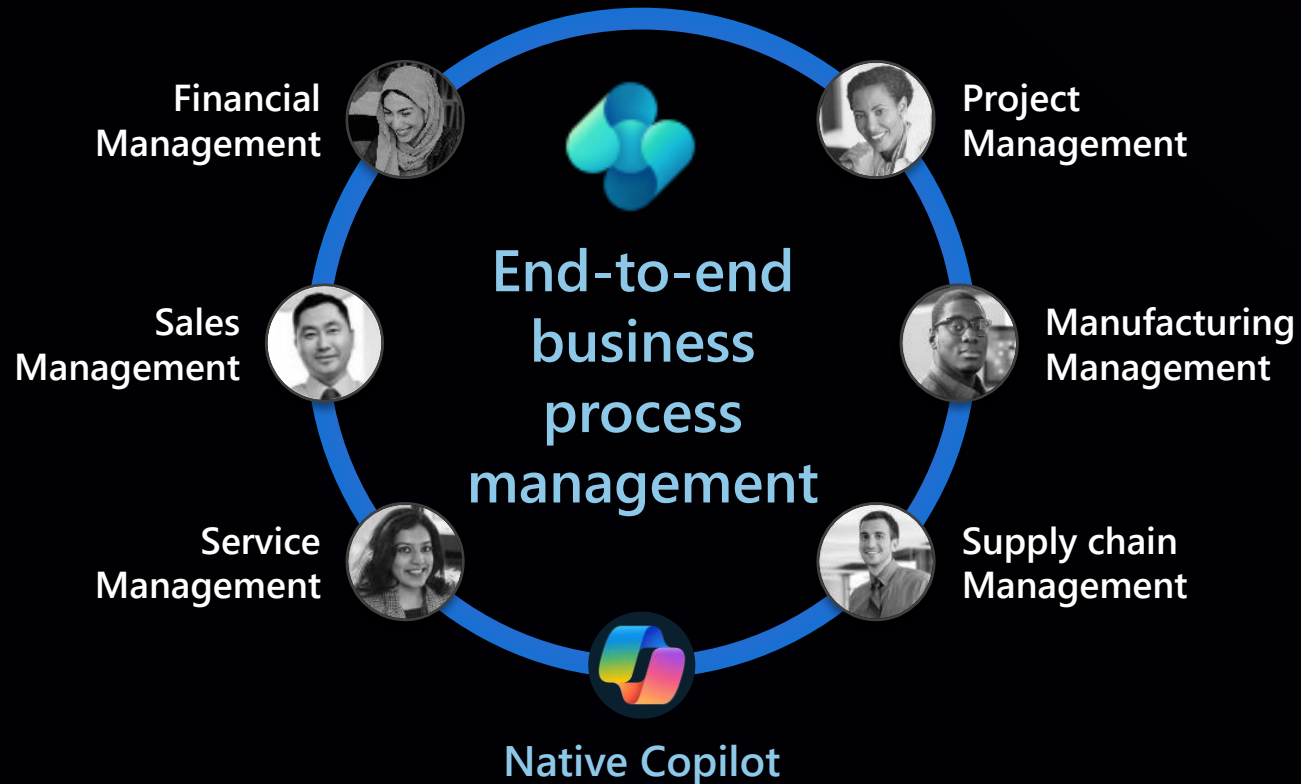 Financial
Management
Project
Management
End-to-end
business
process
management
Sales
Management
Manufacturing
Management
Service
Management
Supply chain
Management
Native Copilot